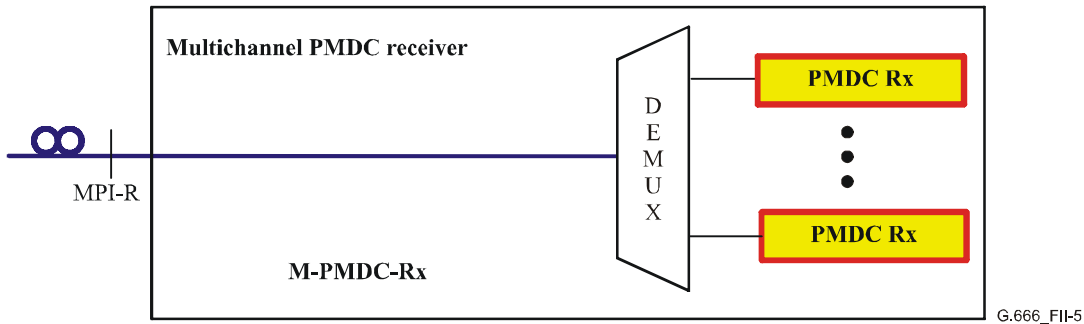 Multichannel PMDC receiver
PMDC Rx
D
E
M
U
X
MPI-R
PMDC Rx
M-PMDC-Rx
G.666_FII-5